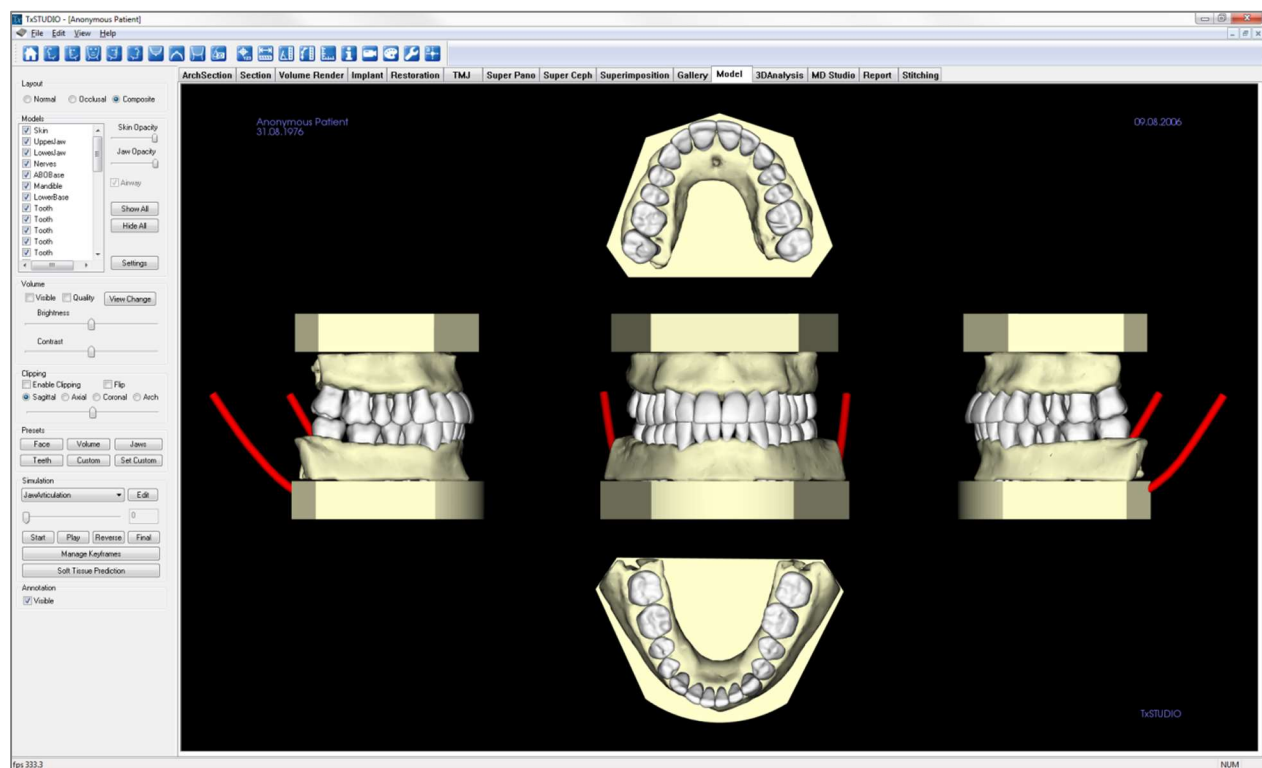 TxSTUDIO - [Anonymous Patient]
File Edit View Help
ArchSection Section Volume Render Implant Restoration TMJ Super Pano Super Ceph Superimposition Gallery Model 3DAnalysis MD Studio Report Stitching
Layout
Normal Occlusal Composite
Models
Skin
UpperJaw
LowerJaw
Nerves
ABOBase
Mandible
LowerBase
Tooth
Tooth
Tooth
Tooth
Tooth
Skin Opacity
Jaw Opacity
Airway
Show All
Hide All
Settings
Volume
Visible Quality View Change
Brightness
Contrast
Clipping
Enable Clipping Flip
Sagittal Axial Coronal Arch
Presets
Face Volume Jaws
Teeth Custom Set Custom
Simulation
JawArticulation Edit
0
Start Play Reverse Final
Manage Keyframes
Soft Tissue Prediction
Annotation
Visible
Anonymous Patient
31.08.1976
09.08.2006
TxSTUDIO
fps 333.3 NUM